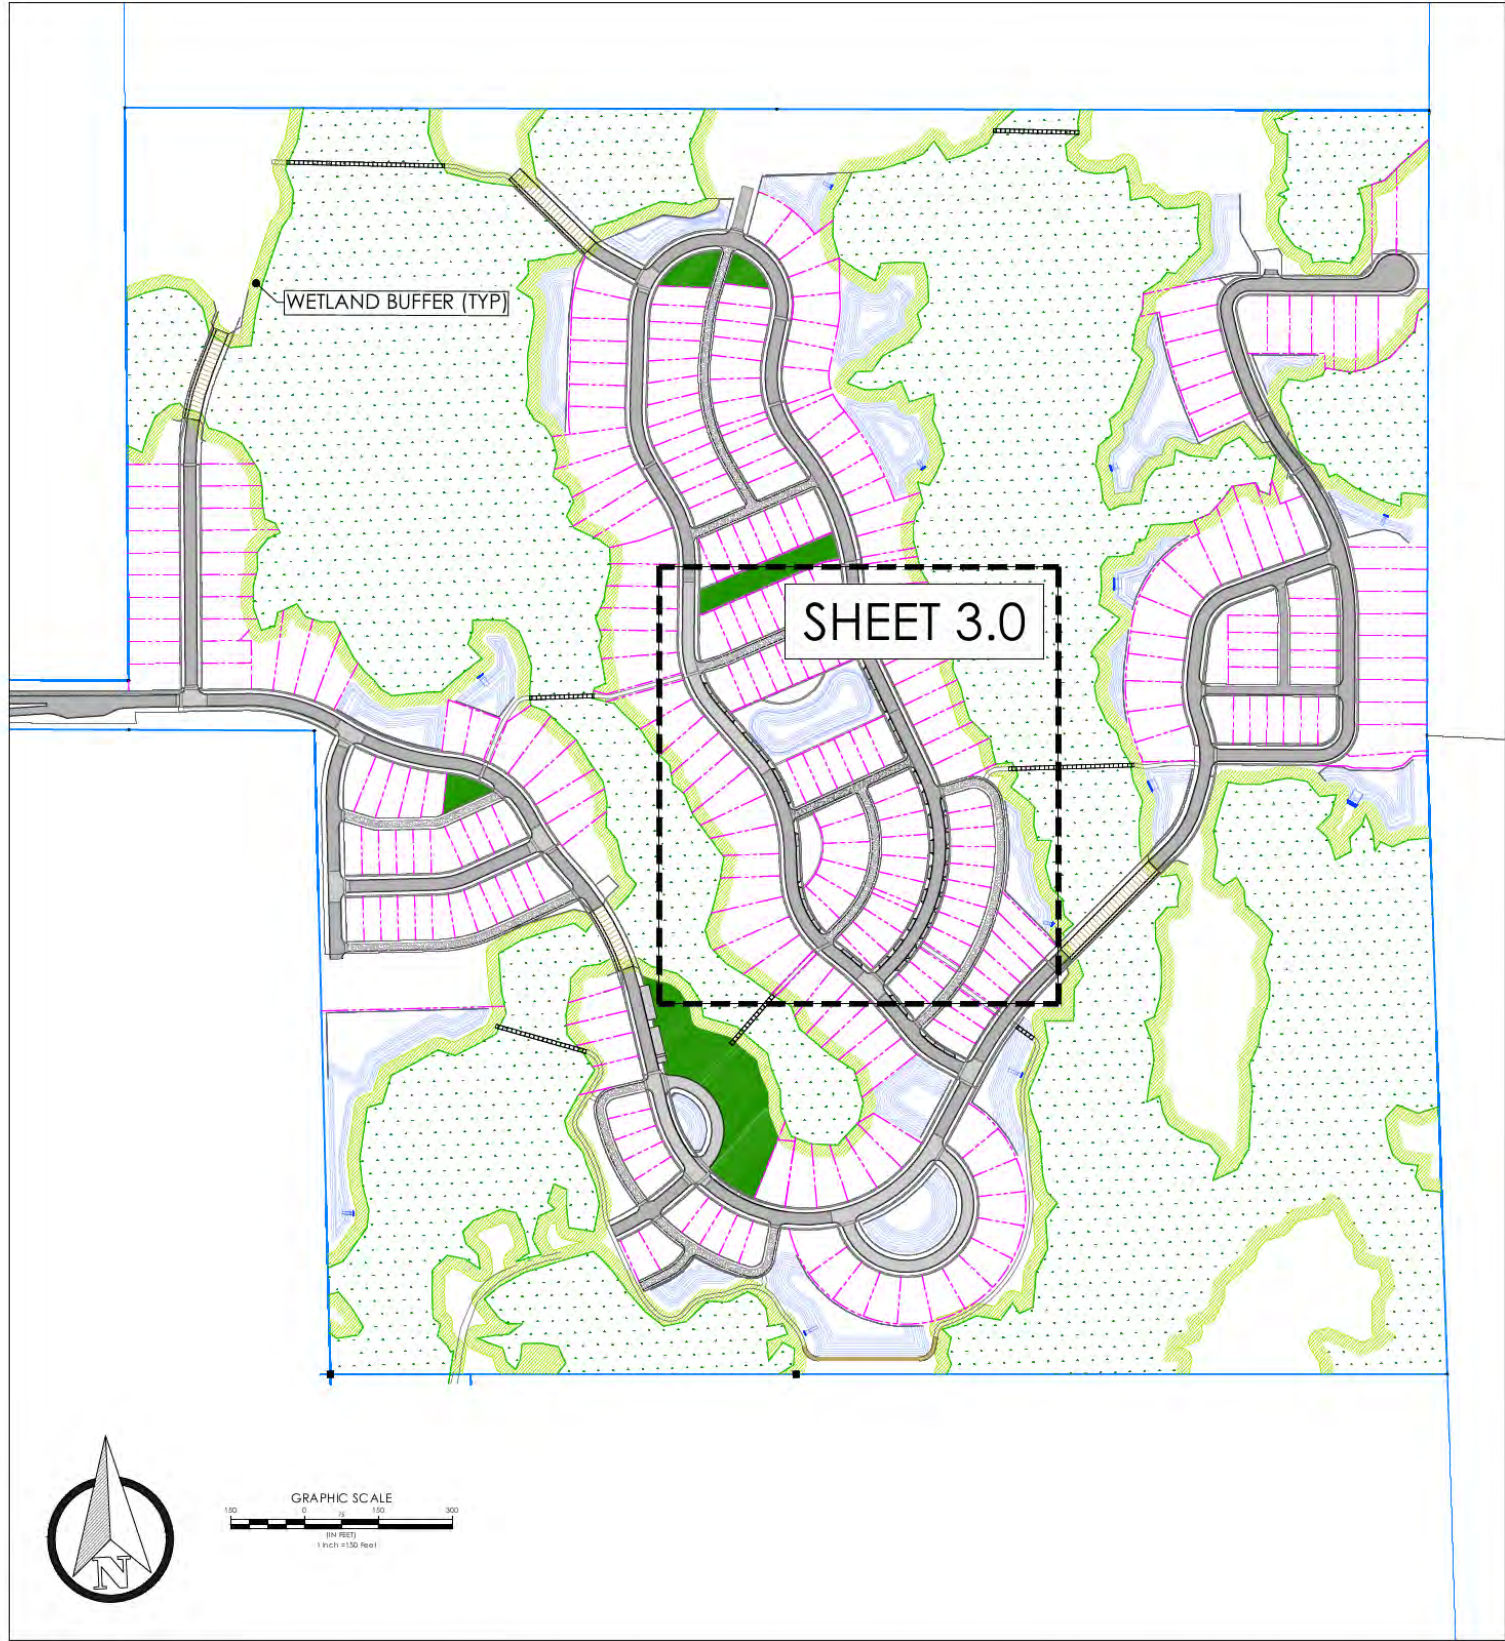 WETLAND BUFFER (TYP)
SHEET 3.0
GRAPHIC SCALE
150 0 75 150 300
(IN FEET)
1 inch =150 Feet
N